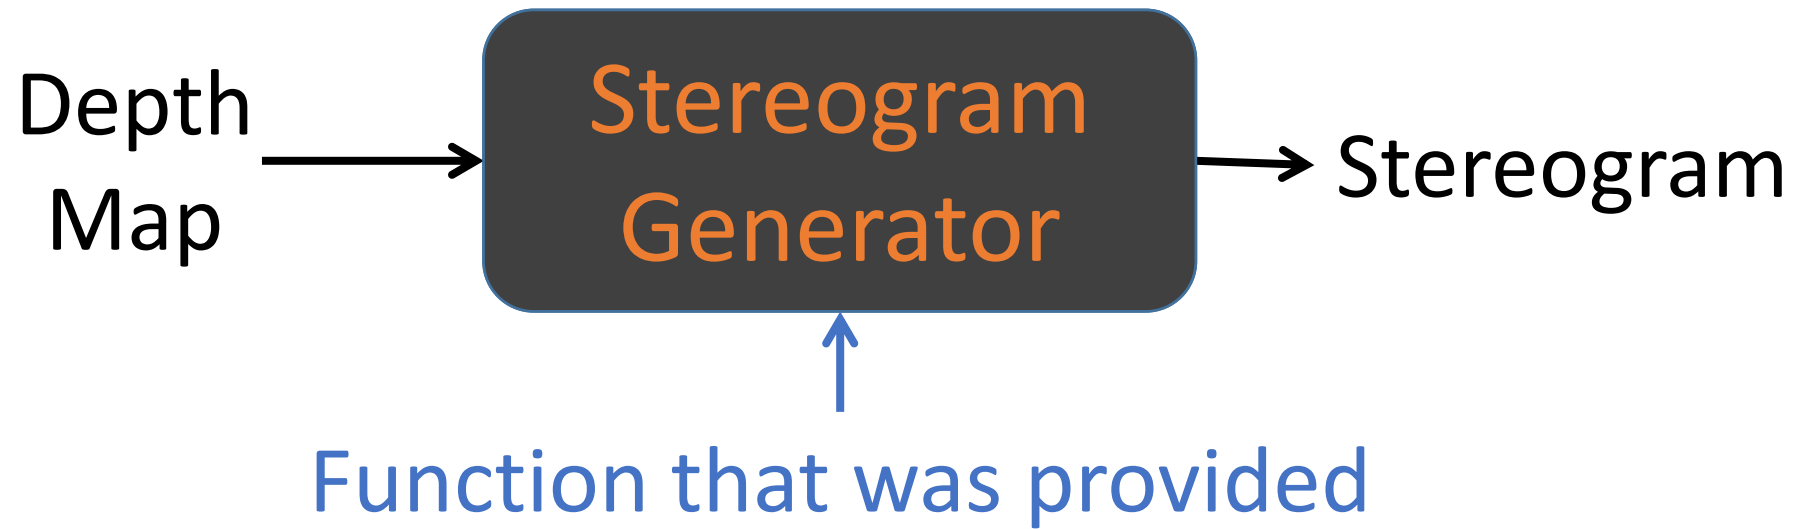 Depth
Map
Stereogram
Generator
Stereogram
Function that was provided